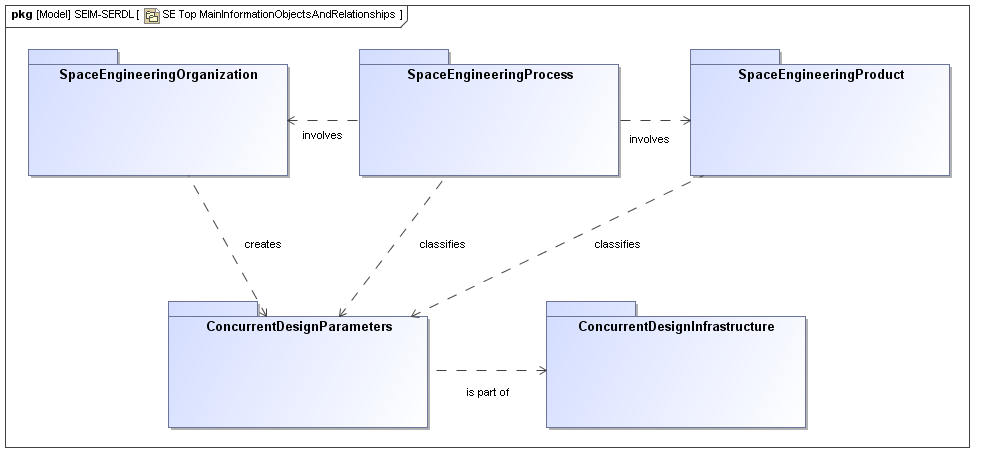 pkg [Model] SEIM-SERDL [ SE Top MainInformationObjectsAndRelationships ]
SpaceEngineeringOrganization
SpaceEngineeringProcess
SpaceEngineeringProduct
involves
involves
creates
classifies
classifies
ConcurrentDesignParameters
ConcurrentDesignInfrastructure
is part of